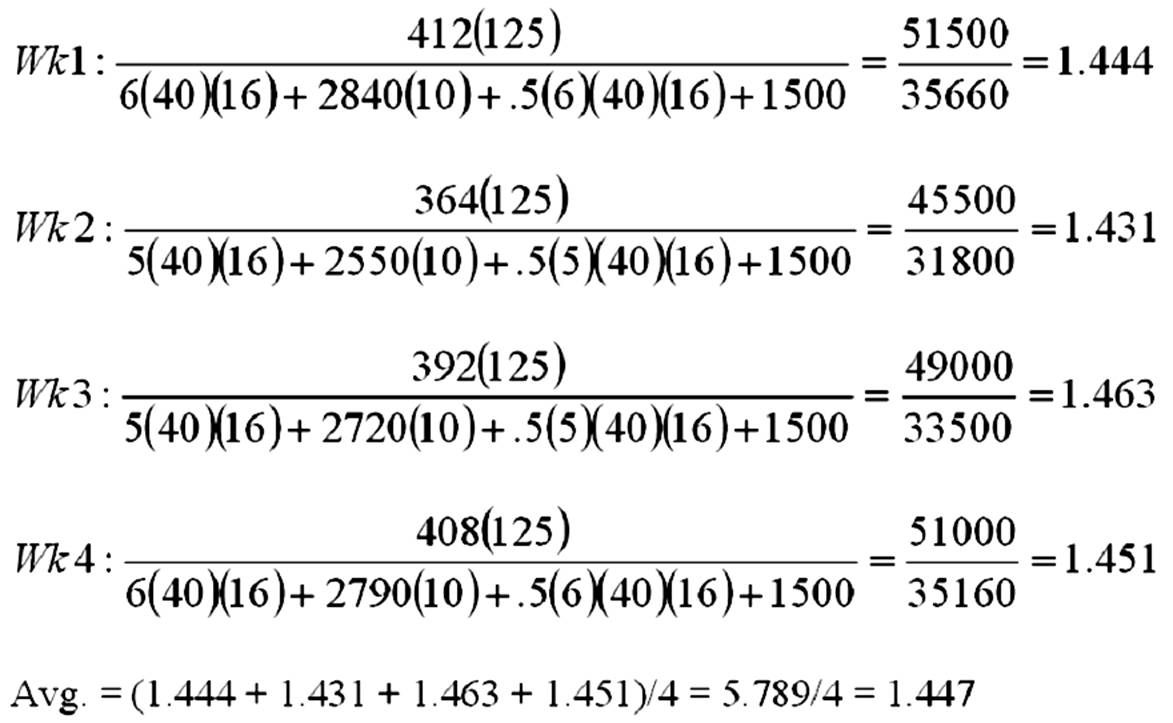 Wk1: 412(125) / 6(40)(16)+2840(10)+.5(6)(40)(16)+1500 = 51500 / 35660 = 1.444
Wk2: 364(125) / 5(40)(16)+2550(10)+.5(5)(40)(16)+1500 = 45500 / 31800 = 1.431
Wk3: 392(125) / 5(40)(16)+2720(10)+.5(5)(40)(16)+1500 = 49000 / 33500 = 1.463
Wk4: 408(125) / 6(40)(16)+2790(10)+.5(6)(40)(16)+1500 = 51000 / 35160 = 1.451
Avg. = (1.444 + 1.431 + 1.463 + 1.451)/4 = 5.789/4 = 1.447